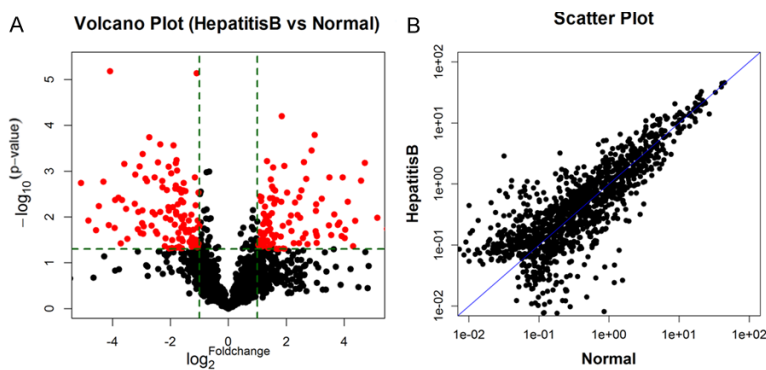 A
Volcano Plot (HepatitisB vs Normal)
−log10 (p−value)
5
4
3
2
1
0
-4
-2
0
2
4
log2Foldchange
B
Scatter Plot
HepatitisB
1e+02
1e+01
1e+00
1e-01
1e-02
1e-02
1e-01
1e+00
1e+01
1e+02
Normal